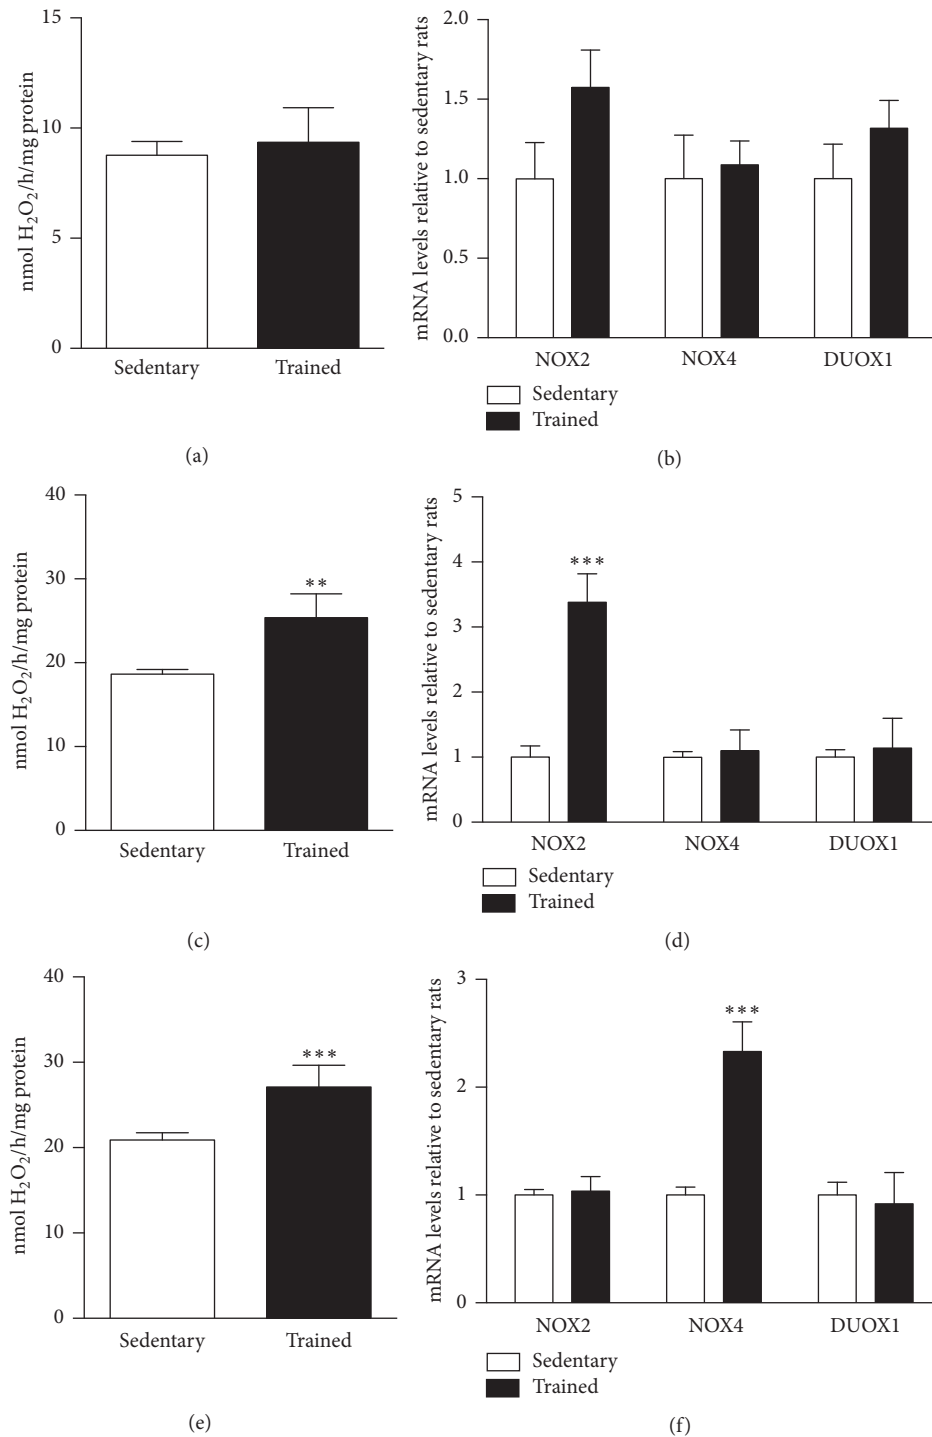 nmol H₂O₂/h/mg protein
15
10
5
0
Sedentary
Trained
(a)
mRNA levels relative to sedentary rats
2.0
1.5
1.0
0.5
0.0
NOX2
NOX4
DUOX1
Sedentary
Trained
(b)
nmol H₂O₂/h/mg protein
40
30
20
10
0
**
Sedentary
Trained
(c)
mRNA levels relative to sedentary rats
5
4
3
2
1
0
***
NOX2
NOX4
DUOX1
Sedentary
Trained
(d)
nmol H₂O₂/h/mg protein
40
30
20
10
0
***
Sedentary
Trained
(e)
mRNA levels relative to sedentary rats
3
2
1
0
***
NOX2
NOX4
DUOX1
Sedentary
Trained
(f)